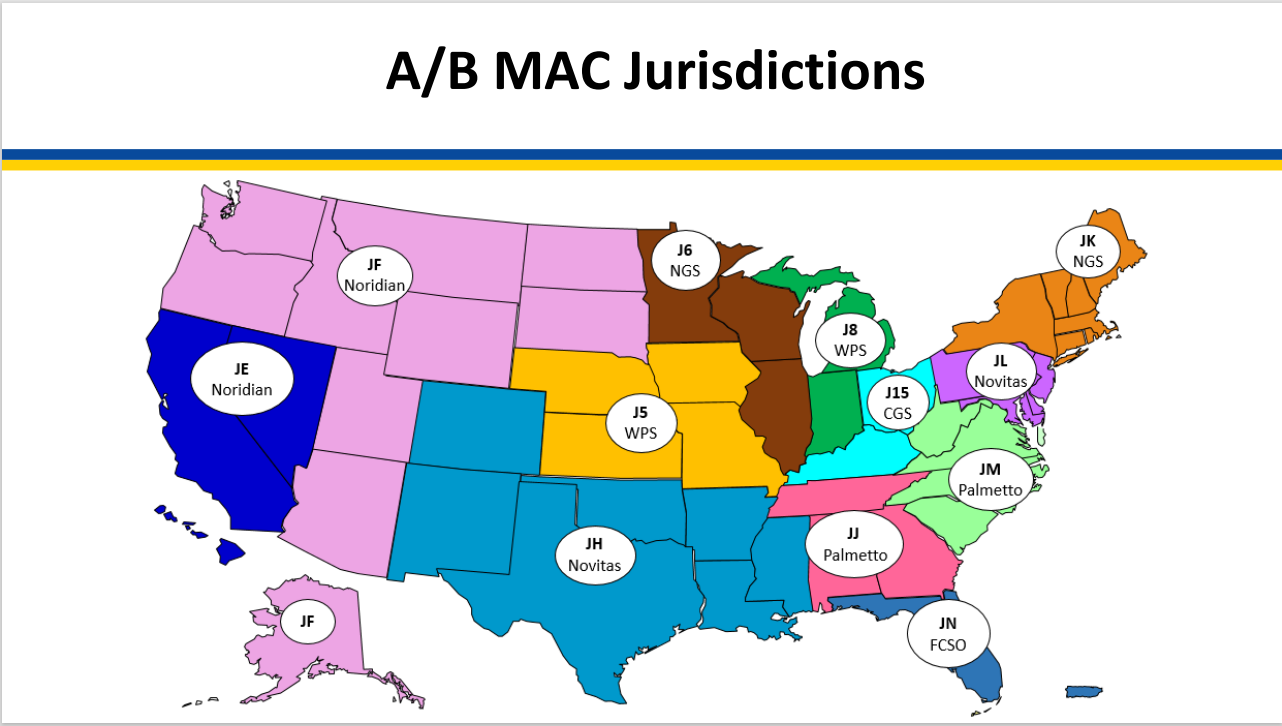 A/B MAC Jurisdictions
J6
NGS
JK
NGS
JF
Noridian
J8
WPS
JE
Noridian
JL
Novitas
J15
CGS
J5
WPS
JM
Palmetto
JH
Novitas
JJ
Palmetto
JF
JN
FCSO